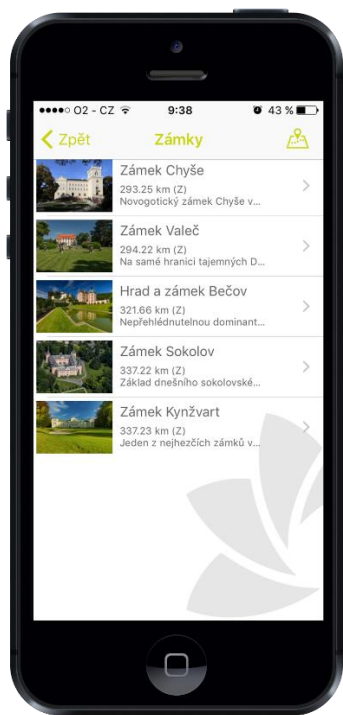 O2 - CZ 9:38 43 %
Zpět Zámky
Zámek Chyše
293.25 km (Z)
Novogotický zámek Chyše v...
Zámek Valeč
294.22 km (Z)
Na samé hranici tajemných D...
Hrad a zámek Bečov
321.66 km (Z)
Nepřehlédnutelnou dominant...
Zámek Sokolov
337.22 km (Z)
Základ dnešního sokolovské...
Zámek Kynžvart
337.23 km (Z)
Jeden z nejhezčích zámků v...